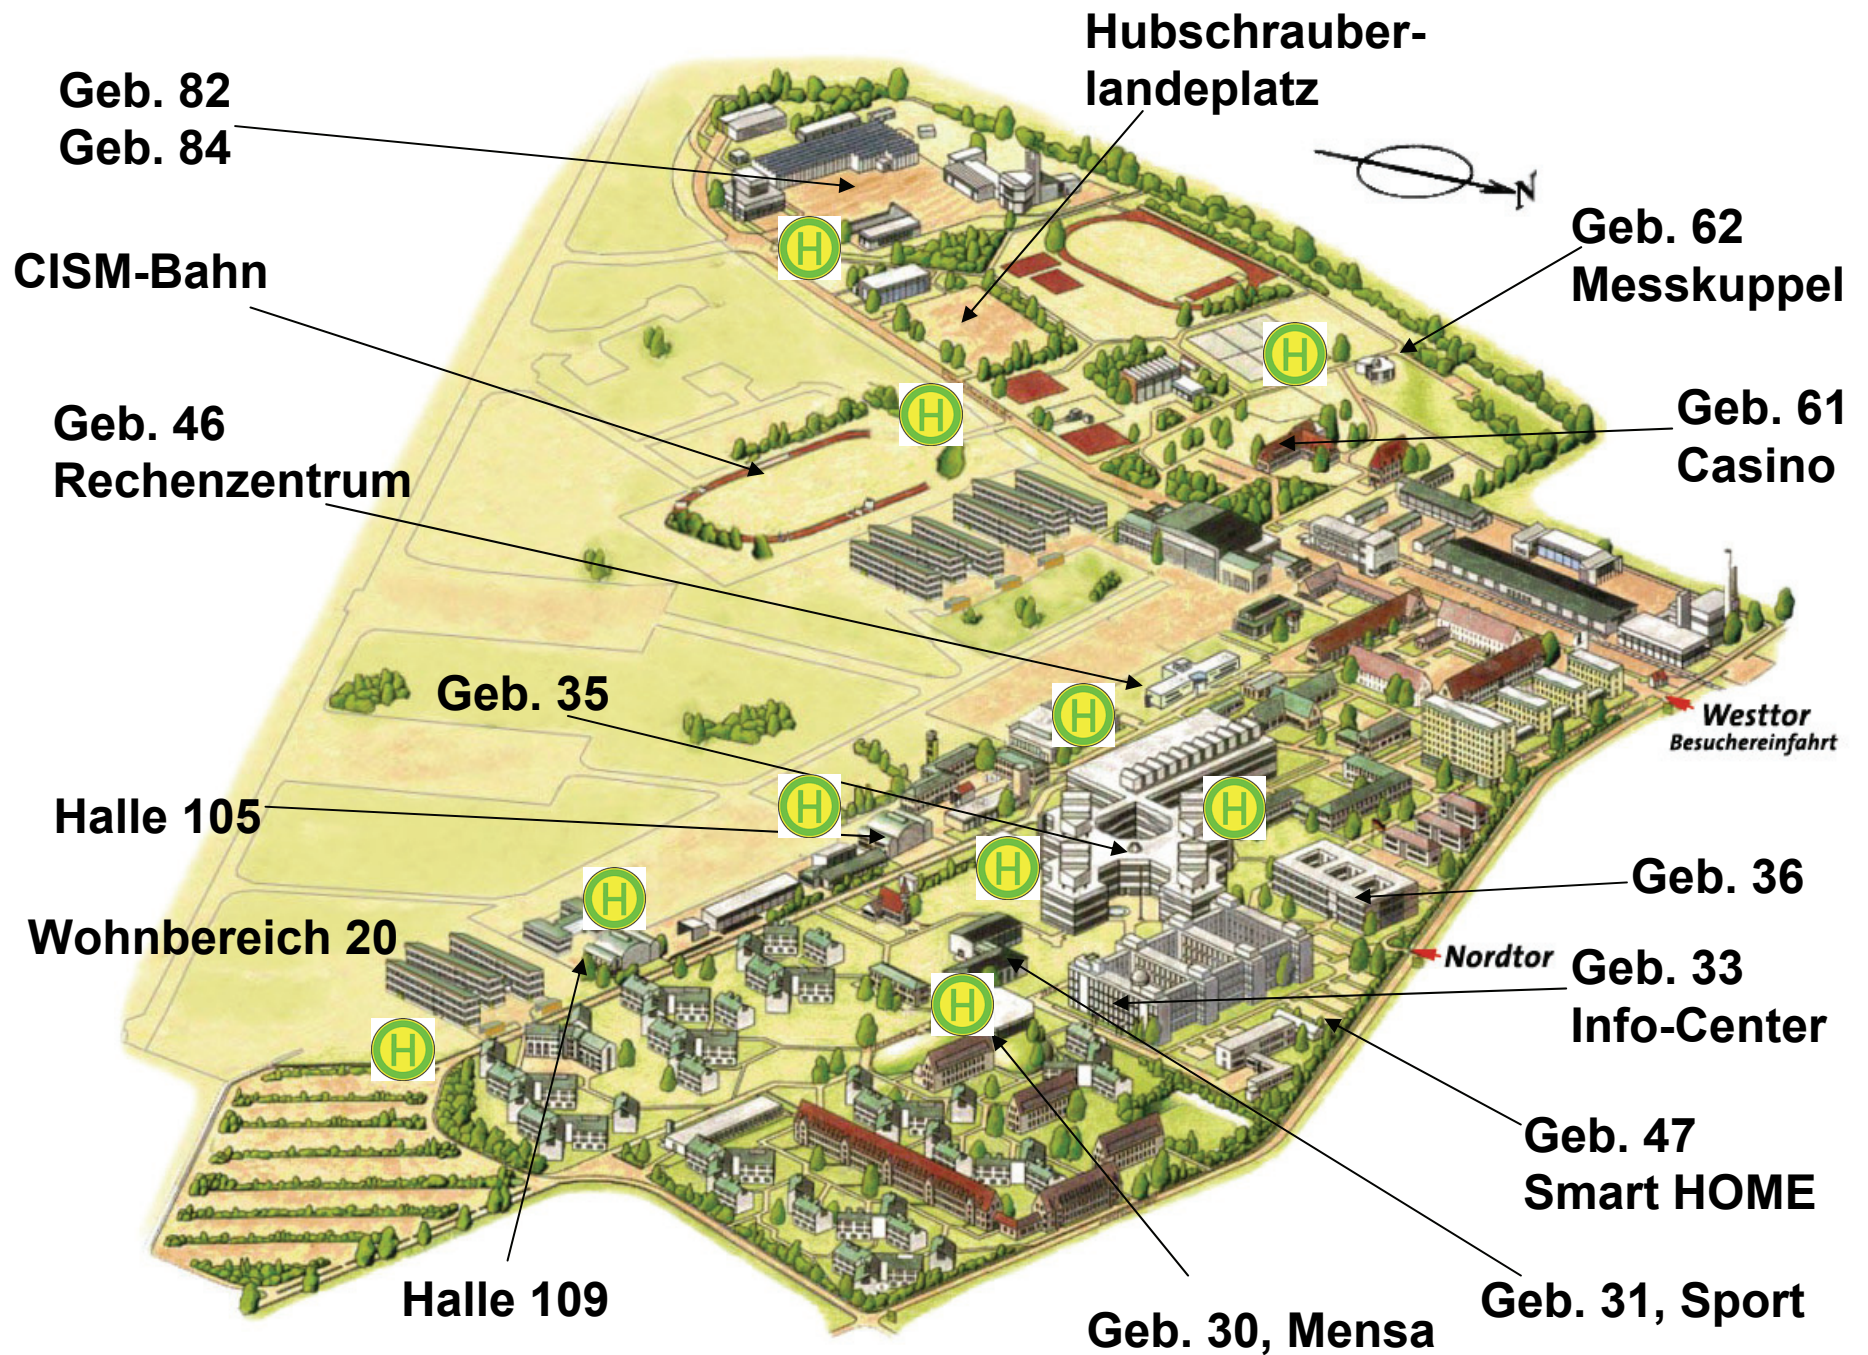 Hubschrauber-
landeplatz
Geb. 82
Geb. 84
N
Geb. 62
Messkuppel
CISM-Bahn
H
H
H
Geb. 61
Casino
Geb. 46
Rechenzentrum
Geb. 35
H
Westtor
Besuchereinfahrt
Halle 105
H
H
H
Geb. 36
H
Wohnbereich 20
Nordtor
Geb. 33
Info-Center
H
H
Geb. 47
Smart HOME
Halle 109
Geb. 31, Sport
Geb. 30, Mensa